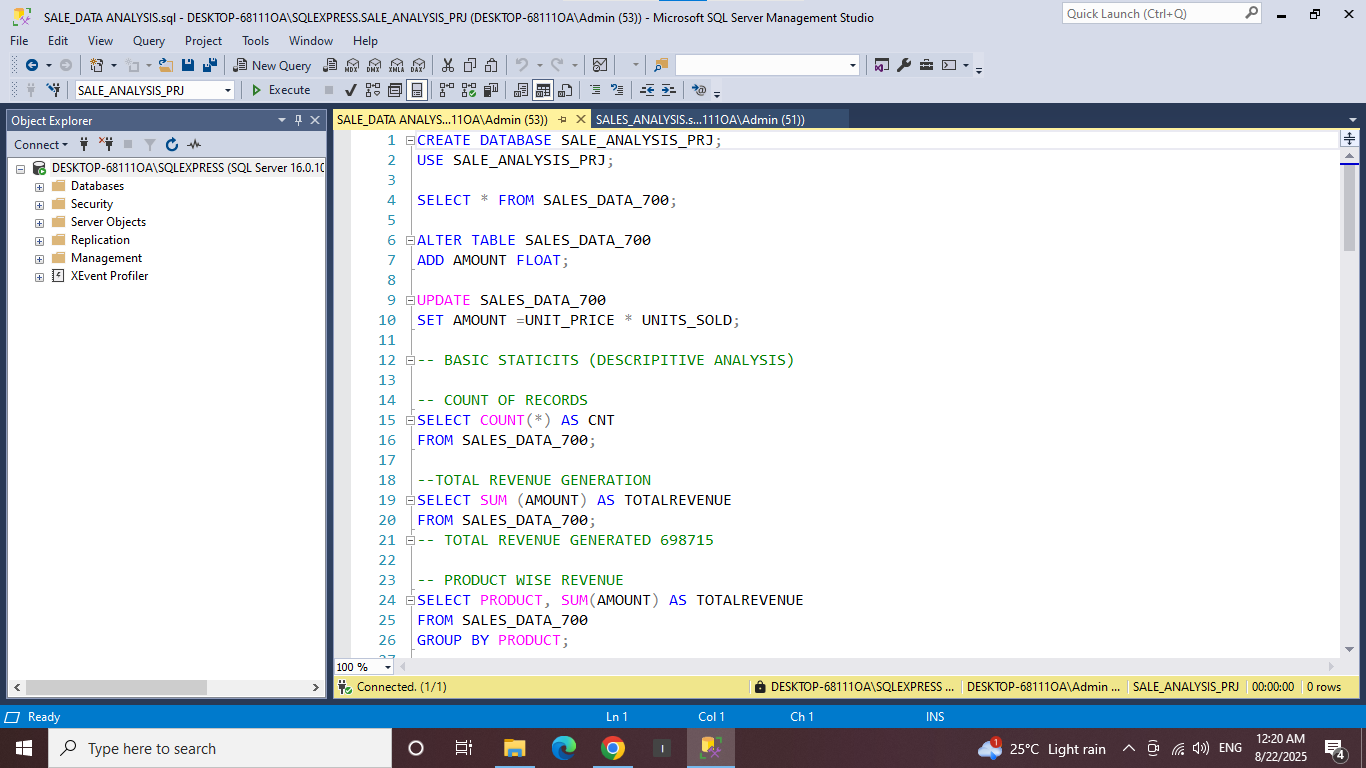 SALE_DATA ANALYSIS.sql - DESKTOP-68111OA\SQLEXPRESS.SALE_ANALYSIS_PRJ (DESKTOP-68111OA\Admin (53)) - Microsoft SQL Server Management Studio
Quick Launch (Ctrl+Q)
File Edit View Query Project Tools Window Help
New Query MDX DMX XMLA DAX
SALE_ANALYSIS_PRJ Execute
Object Explorer
SALE_DATA ANALYS...11OA\Admin (53)) SALES_ANALYSIS.s...111OA\Admin (51))
Connect
DESKTOP-68111OA\SQLEXPRESS (SQL Server 16.0.10
Databases
Security
Server Objects
Replication
Management
XEvent Profiler
1 CREATE DATABASE SALE_ANALYSIS_PRJ;
2 USE SALE_ANALYSIS_PRJ;
3
4 SELECT * FROM SALES_DATA_700;
5
6 ALTER TABLE SALES_DATA_700
7 ADD AMOUNT FLOAT;
8
9 UPDATE SALES_DATA_700
10 SET AMOUNT =UNIT_PRICE * UNITS_SOLD;
11
12 -- BASIC STATICITS (DESCRIPITIVE ANALYSIS)
13
14 -- COUNT OF RECORDS
15 SELECT COUNT(*) AS CNT
16 FROM SALES_DATA_700;
17
18 --TOTAL REVENUE GENERATION
19 SELECT SUM (AMOUNT) AS TOTALREVENUE
20 FROM SALES_DATA_700;
21 -- TOTAL REVENUE GENERATED 698715
22
23 -- PRODUCT WISE REVENUE
24 SELECT PRODUCT, SUM(AMOUNT) AS TOTALREVENUE
25 FROM SALES_DATA_700
26 GROUP BY PRODUCT;
27
100 %
Connected. (1/1) DESKTOP-68111OA\SQLEXPRESS ... DESKTOP-68111OA\Admin ... SALE_ANALYSIS_PRJ 00:00:00 0 rows
Ready Ln 1 Col 1 Ch 1 INS
Type here to search
1 25°C Light rain ENG 12:20 AM
8/22/2025 4